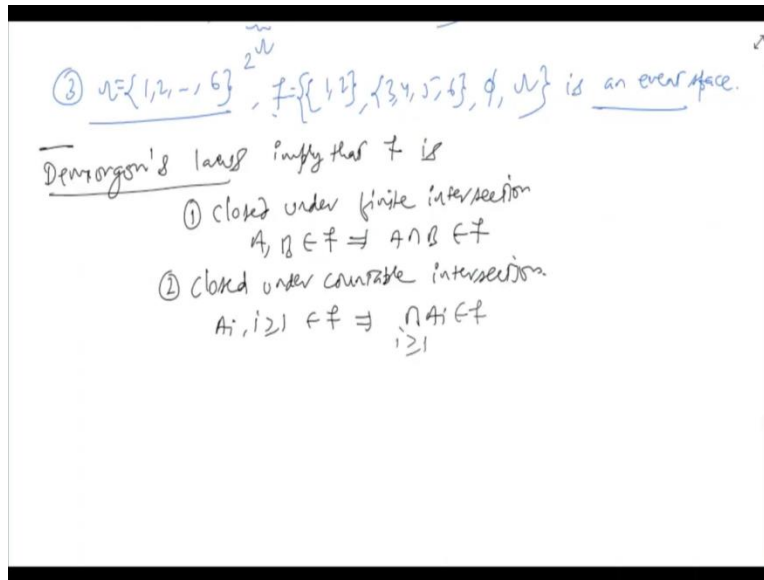 2^Ω
③ Ω={1,2,-,6}, F={{1,2},{3,4,5,6}, ϕ, Ω} is an event space.
Demorgon's laws imply that F is
① closed under finite intersection
A, B ∈ F ⇒ A∩B ∈ F
② closed under countable intersection.
Ai, i≥1 ∈ F ⇒ ∩Ai ∈ F
i≥1